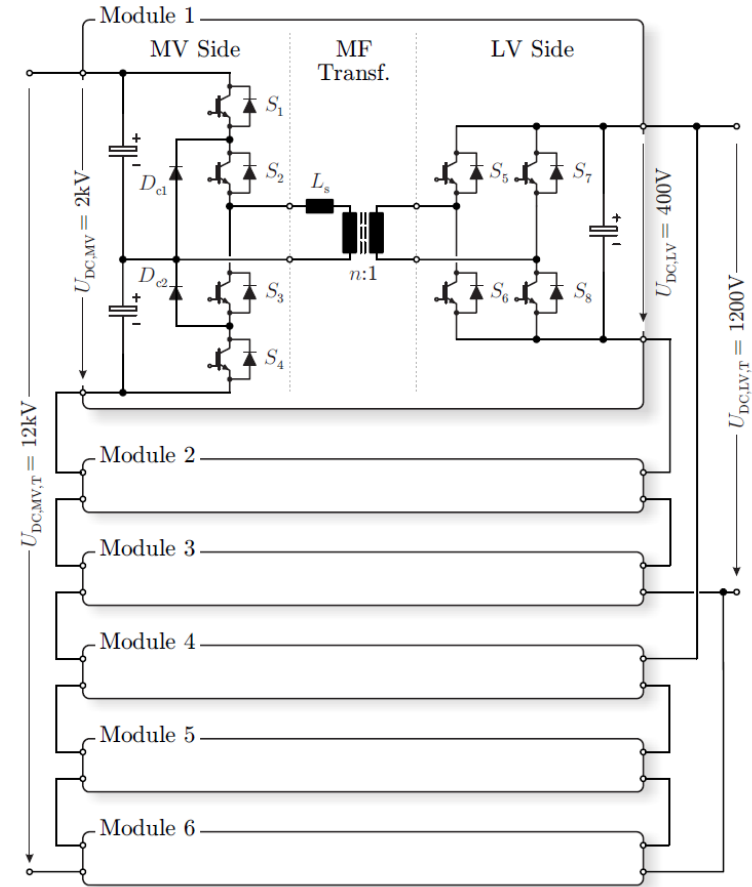 Module 1
MV Side
MF
Transf.
LV Side
S1
S2
S3
S4
Dc1
Dc2
Ls
n:1
S5
S7
S6
S8
+
-
+
-
+
-
UDC,MV = 2kV
UDC,LV = 400V
UDC,MV,T = 12kV
UDC,LV,T = 1200V
Module 2
Module 3
Module 4
Module 5
Module 6